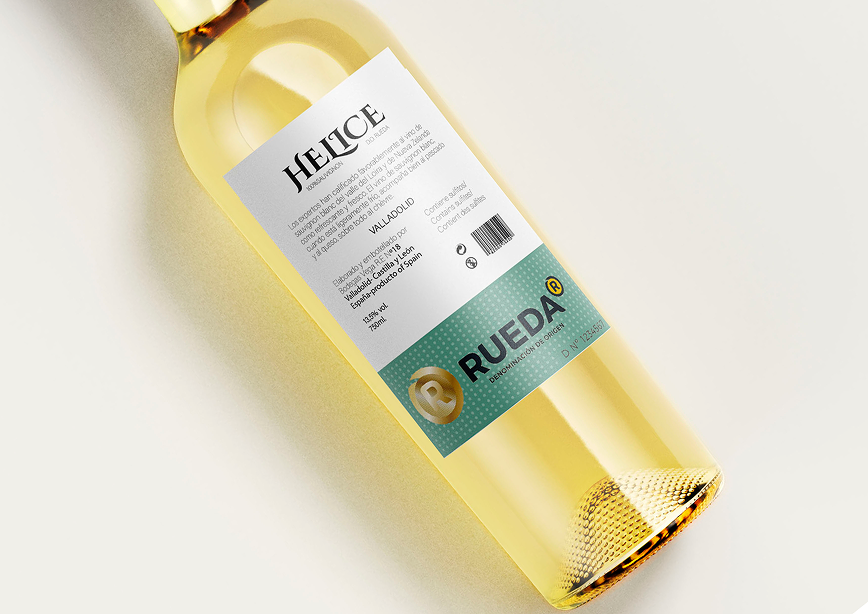 HELICE
100%SAUVIGNON
D.O. RUEDA
Los expertos han calificado favorablemente al vino de
sauvignon blanc del valle del Loira y de Nueva Zelanda
como refrescante y fresco. El vino de sauvignon blanc,
cuando está ligeramente frío, acompaña bien al pescado
y al queso, sobre todo al chèvre.
VALLADOLID
Elaborado y embotellado por
Bodegas Vega R.E. Nº18
Valladolid- Castilla y León
España-producto of Spain
Contiene sulfitos/
Contains sulfites/
Contient des sulfites
13,5% vol.
750mL
R
RUEDA
R
DENOMINACIÓN DE ORIGEN
D Nº 1234567